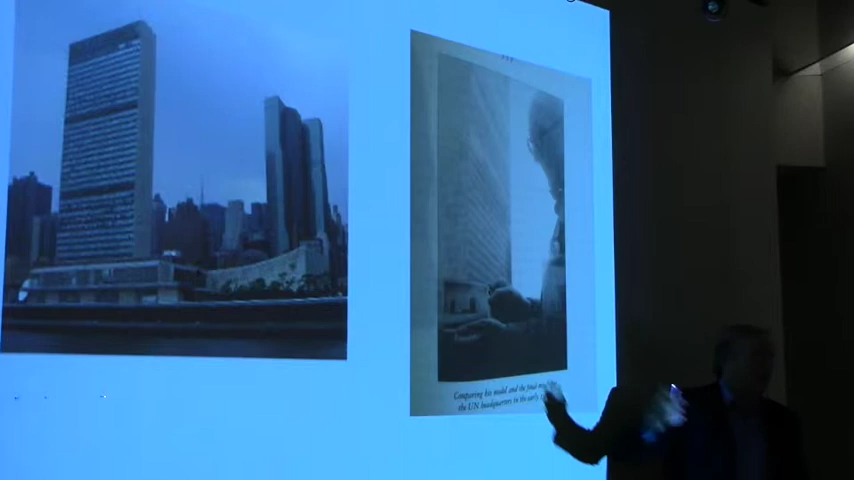 Comparing his model and the final
the UN headquarters in the early